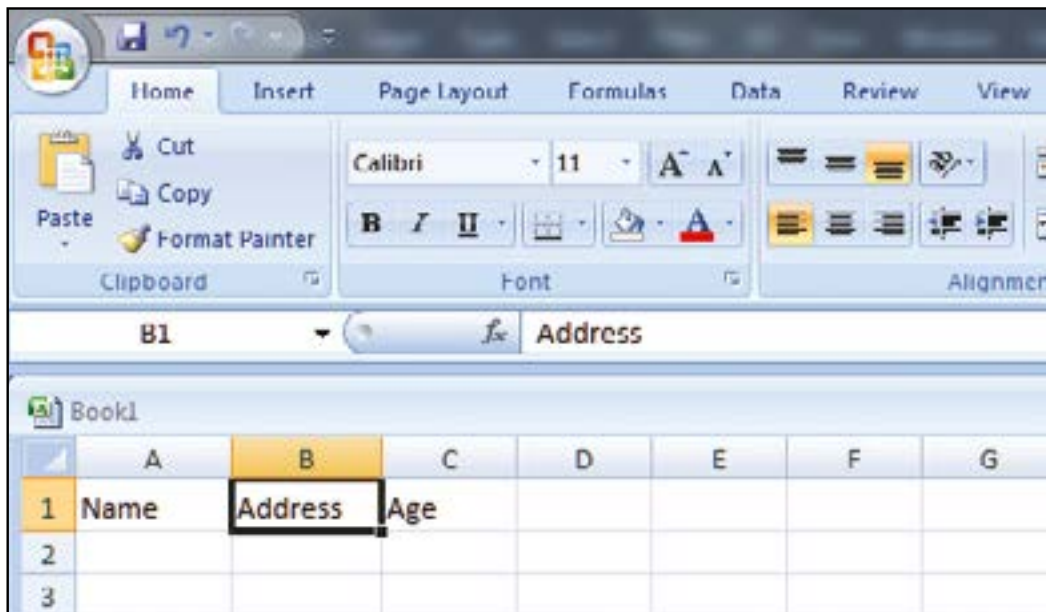 Home Insert Page Layout Formulas Data Review View
Cut
Calibri 11 A A
Copy
Paste
B I U A
Format Painter
Clipboard Font
B1 fx Address
Book1
A B C D E F G
1 Name Address Age
2
3